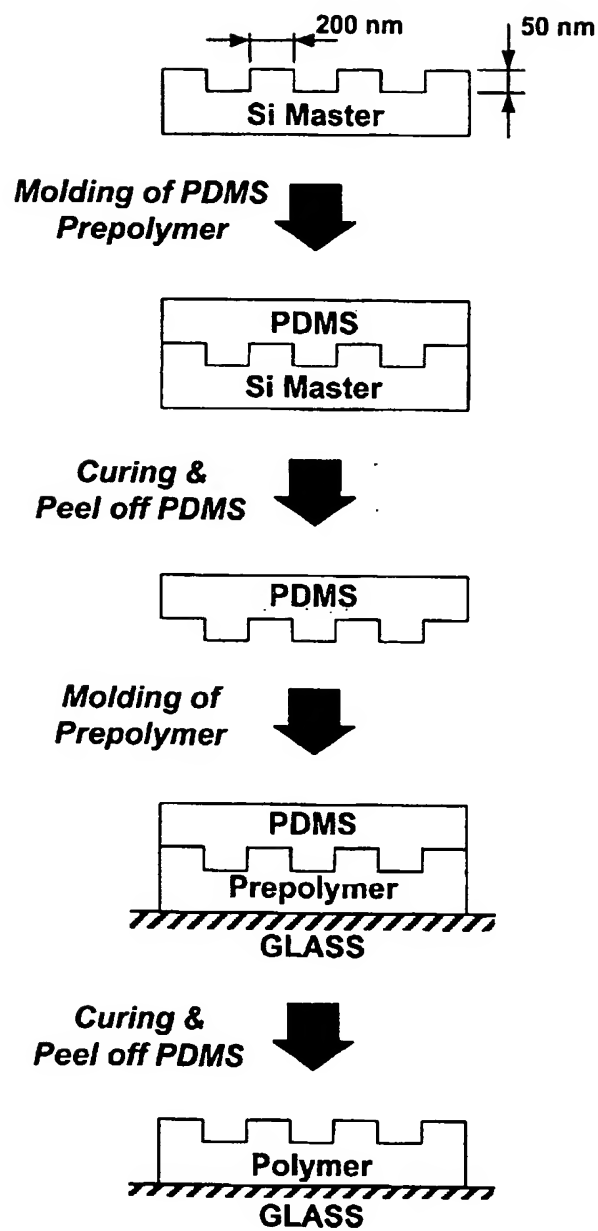 200 nm
50 nm
Si Master
Molding of PDMS
Prepolymer
PDMS
Si Master
Curing &
Peel off PDMS
PDMS
Molding of
Prepolymer
PDMS
Prepolymer
GLASS
Curing &
Peel off PDMS
Polymer
GLASS